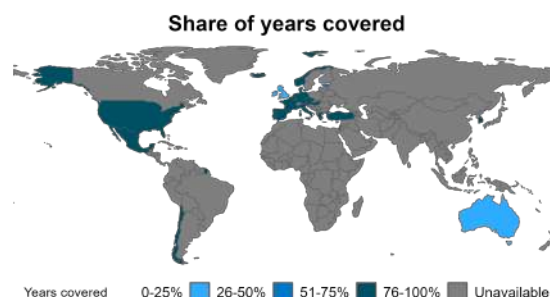 Share of years covered
Years covered 0-25% 26-50% 51-75% 76-100% Unavailable